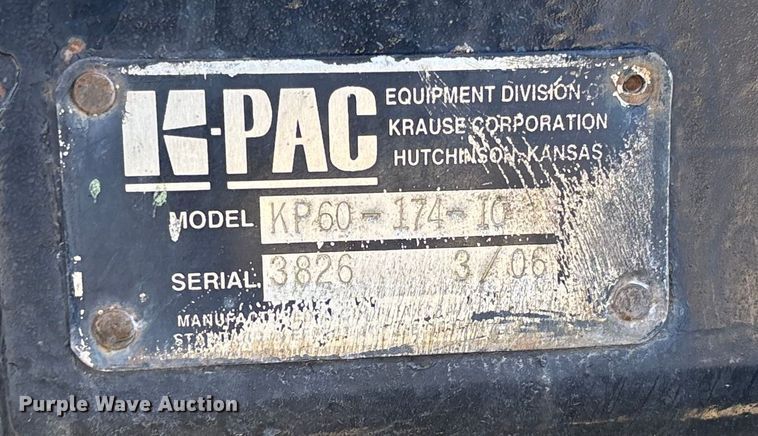 K-PAC
EQUIPMENT DIVISION
KRAUSE CORPORATION
HUTCHINSON, KANSAS
MODEL KP60-174-10
SERIAL 3826 3/06
Purple Wave Auction